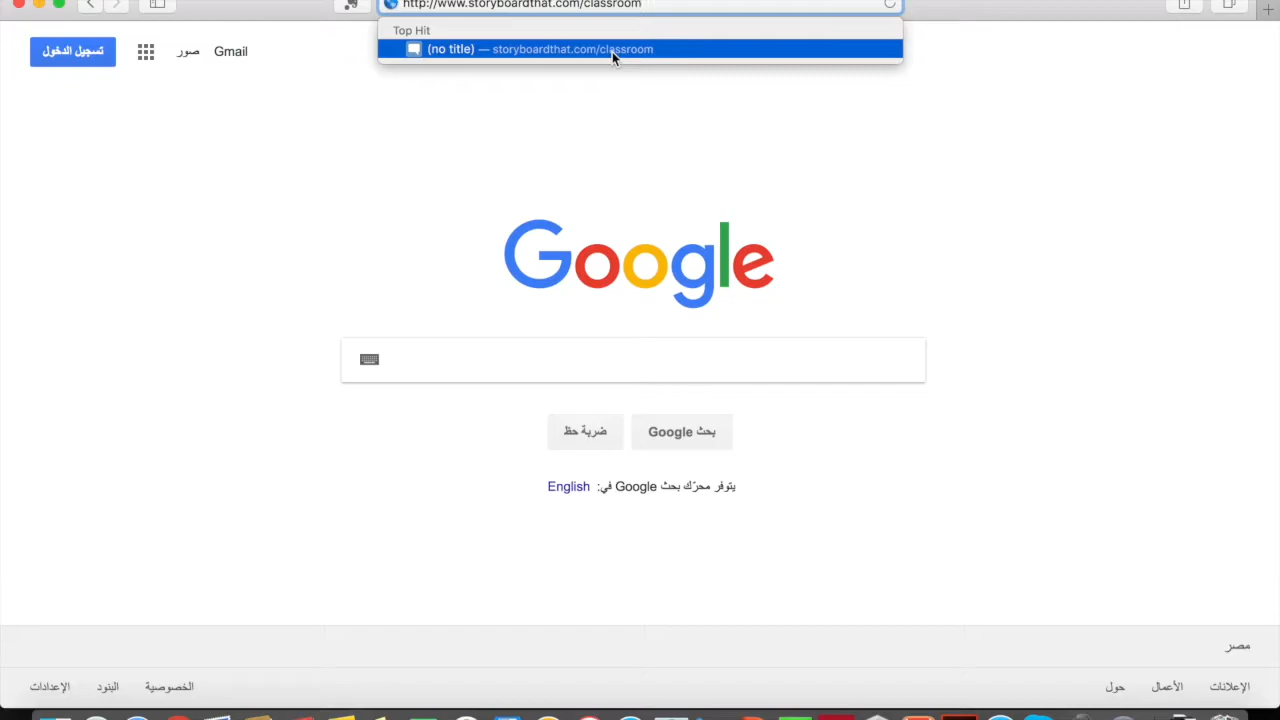 http://www.storyboardthat.com/classroom
Top Hit
(no title) — storyboardthat.com/classroom
تسجيل الدخول
صور
Gmail
Google
ضربة حظ
بحث Google
يتوفر محرّك بحث Google في: English
مصر
الإعلانات
الأعمال
حول
الخصوصية
البنود
الإعدادات